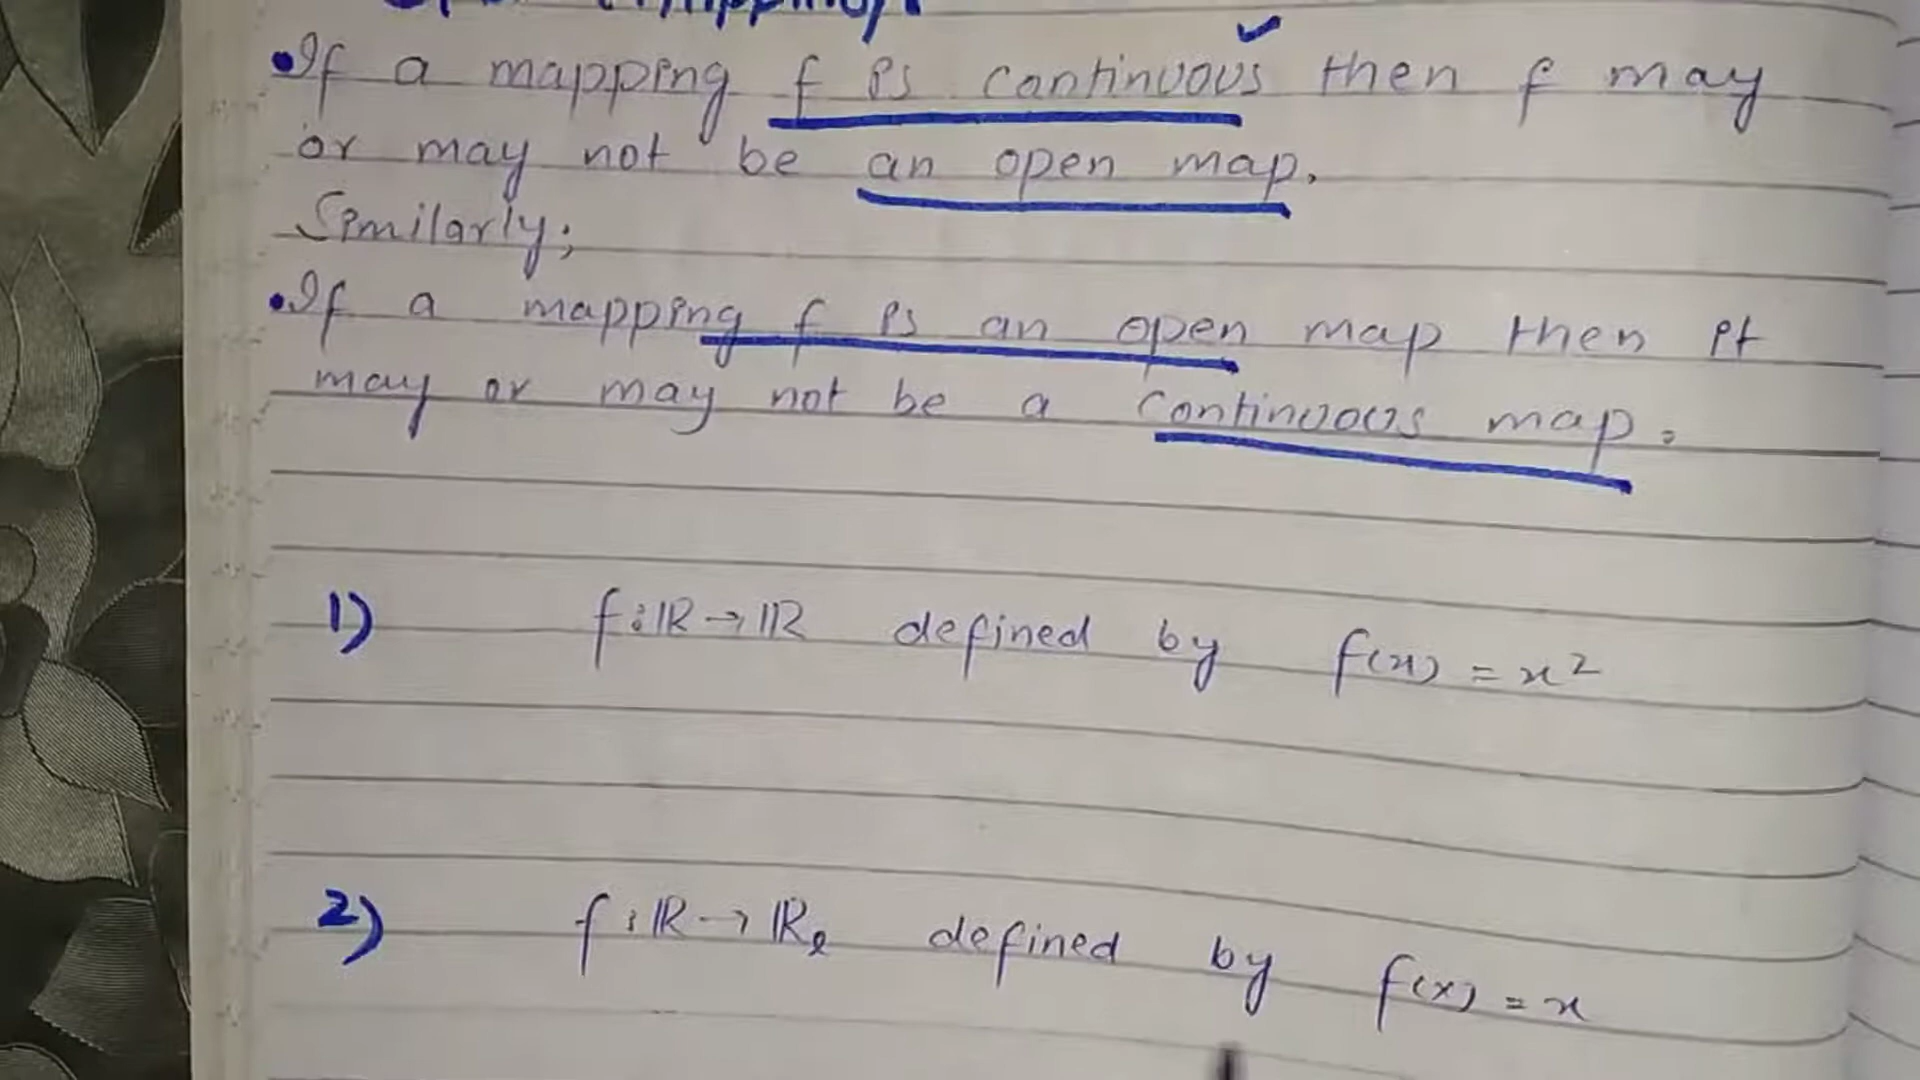 •If a mapping f is continuous then f may
or may not be an open map.
Similarly;
•If a mapping f is an open map then it
may or may not be a continuous map.
1) f:ℝ→ℝ defined by f(x) = x²
2) f:ℝ→ℝₗ defined by f(x) = x